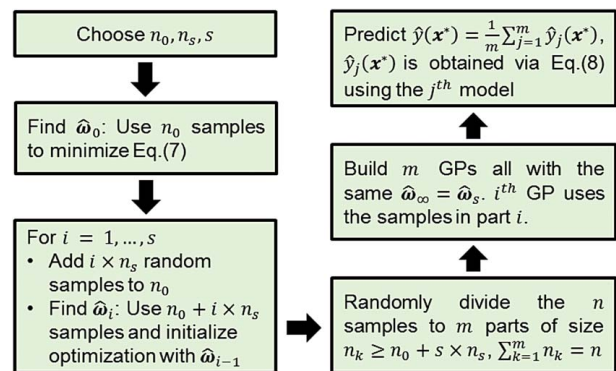 Choose n₀, nₛ, s
Find ω̂₀: Use n₀ samples
to minimize Eq.(7)
For i = 1, ..., s
• Add i × nₛ random
samples to n₀
• Find ω̂ᵢ: Use n₀ + i × nₛ
samples and initialize
optimization with ω̂ᵢ₋₁
Randomly divide the n
samples to m parts of size
nₖ ≥ n₀ + s × nₛ, ∑ₖ₌₁ᵐ nₖ = n
Build m GPs all with the
same ω̂∞ = ω̂ₛ. iᵗʰ GP uses
the samples in part i.
Predict ŷ(x*) = 1/m ∑ⱼ₌₁ᵐ ŷⱼ(x*),
ŷⱼ(x*) is obtained via Eq.(8)
using the jᵗʰ model